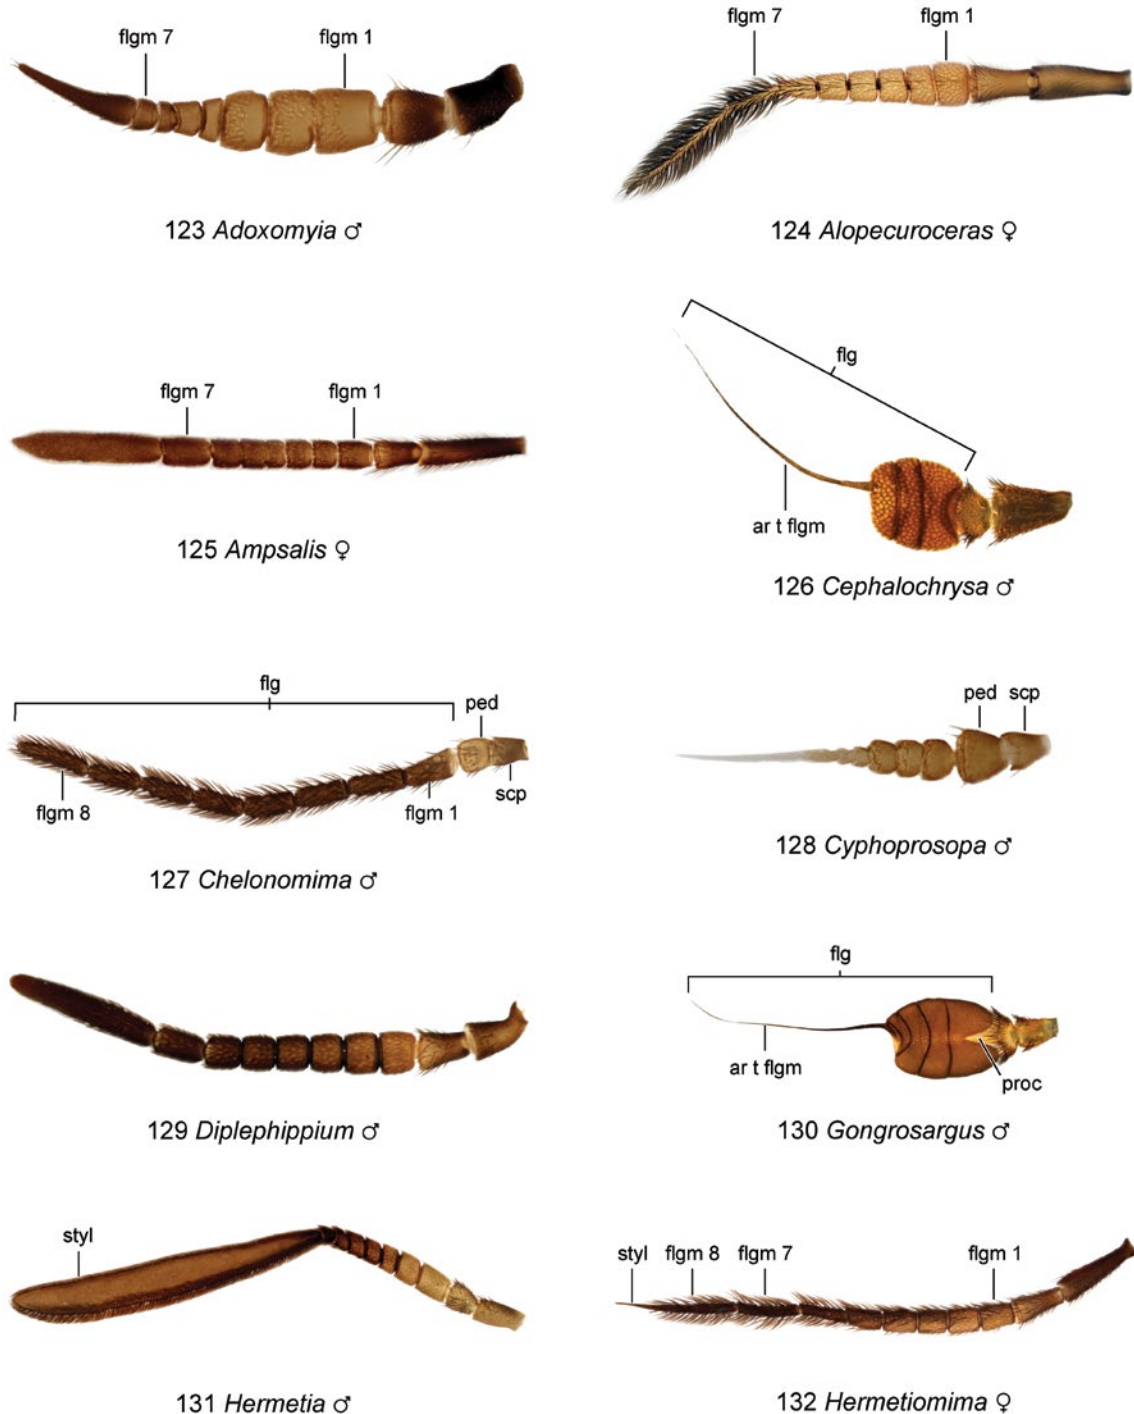 flgm 7
flgm 1
123 Adoxomyia ♂
flgm 7
flgm 1
124 Alopecuroceras ♀
flgm 7
flgm 1
125 Ampsalis ♀
flg
ar t flgm
126 Cephalochrysa ♂
flg
ped
scp
flgm 8
flgm 1
127 Chelonomima ♂
ped
scp
128 Cyphoprosopa ♂
129 Diplephippium ♂
flg
ar t flgm
proc
130 Gongrosargus ♂
styl
131 Hermetia ♂
styl
flgm 8
flgm 7
flgm 1
132 Hermetiomima ♀